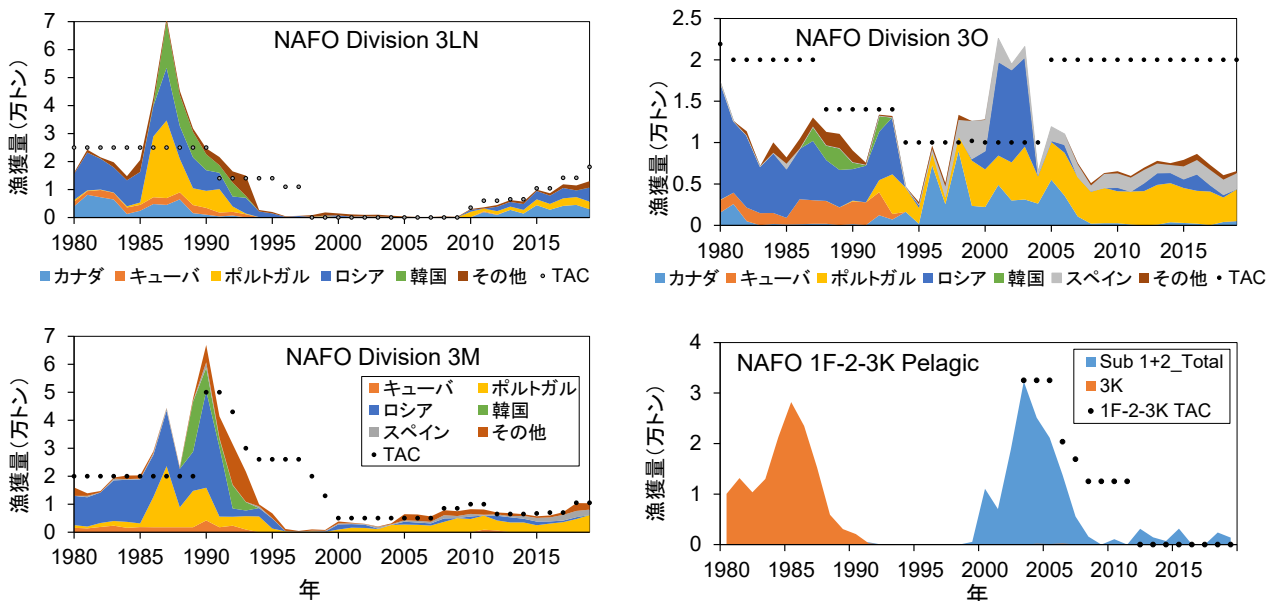 NAFO Division 3LN
漁獲量(万トン)
7
6
5
4
3
2
1
0
1980 1985 1990 1995 2000 2005 2010 2015
カナダ キューバ ポルトガル ロシア 韓国 その他 TAC
NAFO Division 3O
漁獲量(万トン)
2.5
2
1.5
1
0.5
0
1980 1985 1990 1995 2000 2005 2010 2015
カナダ キューバ ポルトガル ロシア 韓国 スペイン その他 TAC
NAFO Division 3M
漁獲量(万トン)
7
6
5
4
3
2
1
0
キューバ ポルトガル
ロシア 韓国
スペイン その他
TAC
1980 1985 1990 1995 2000 2005 2010 2015
年
NAFO 1F-2-3K Pelagic
漁獲量(万トン)
4
3
2
1
0
Sub 1+2_Total
3K
1F-2-3K TAC
1980 1985 1990 1995 2000 2005 2010 2015
年